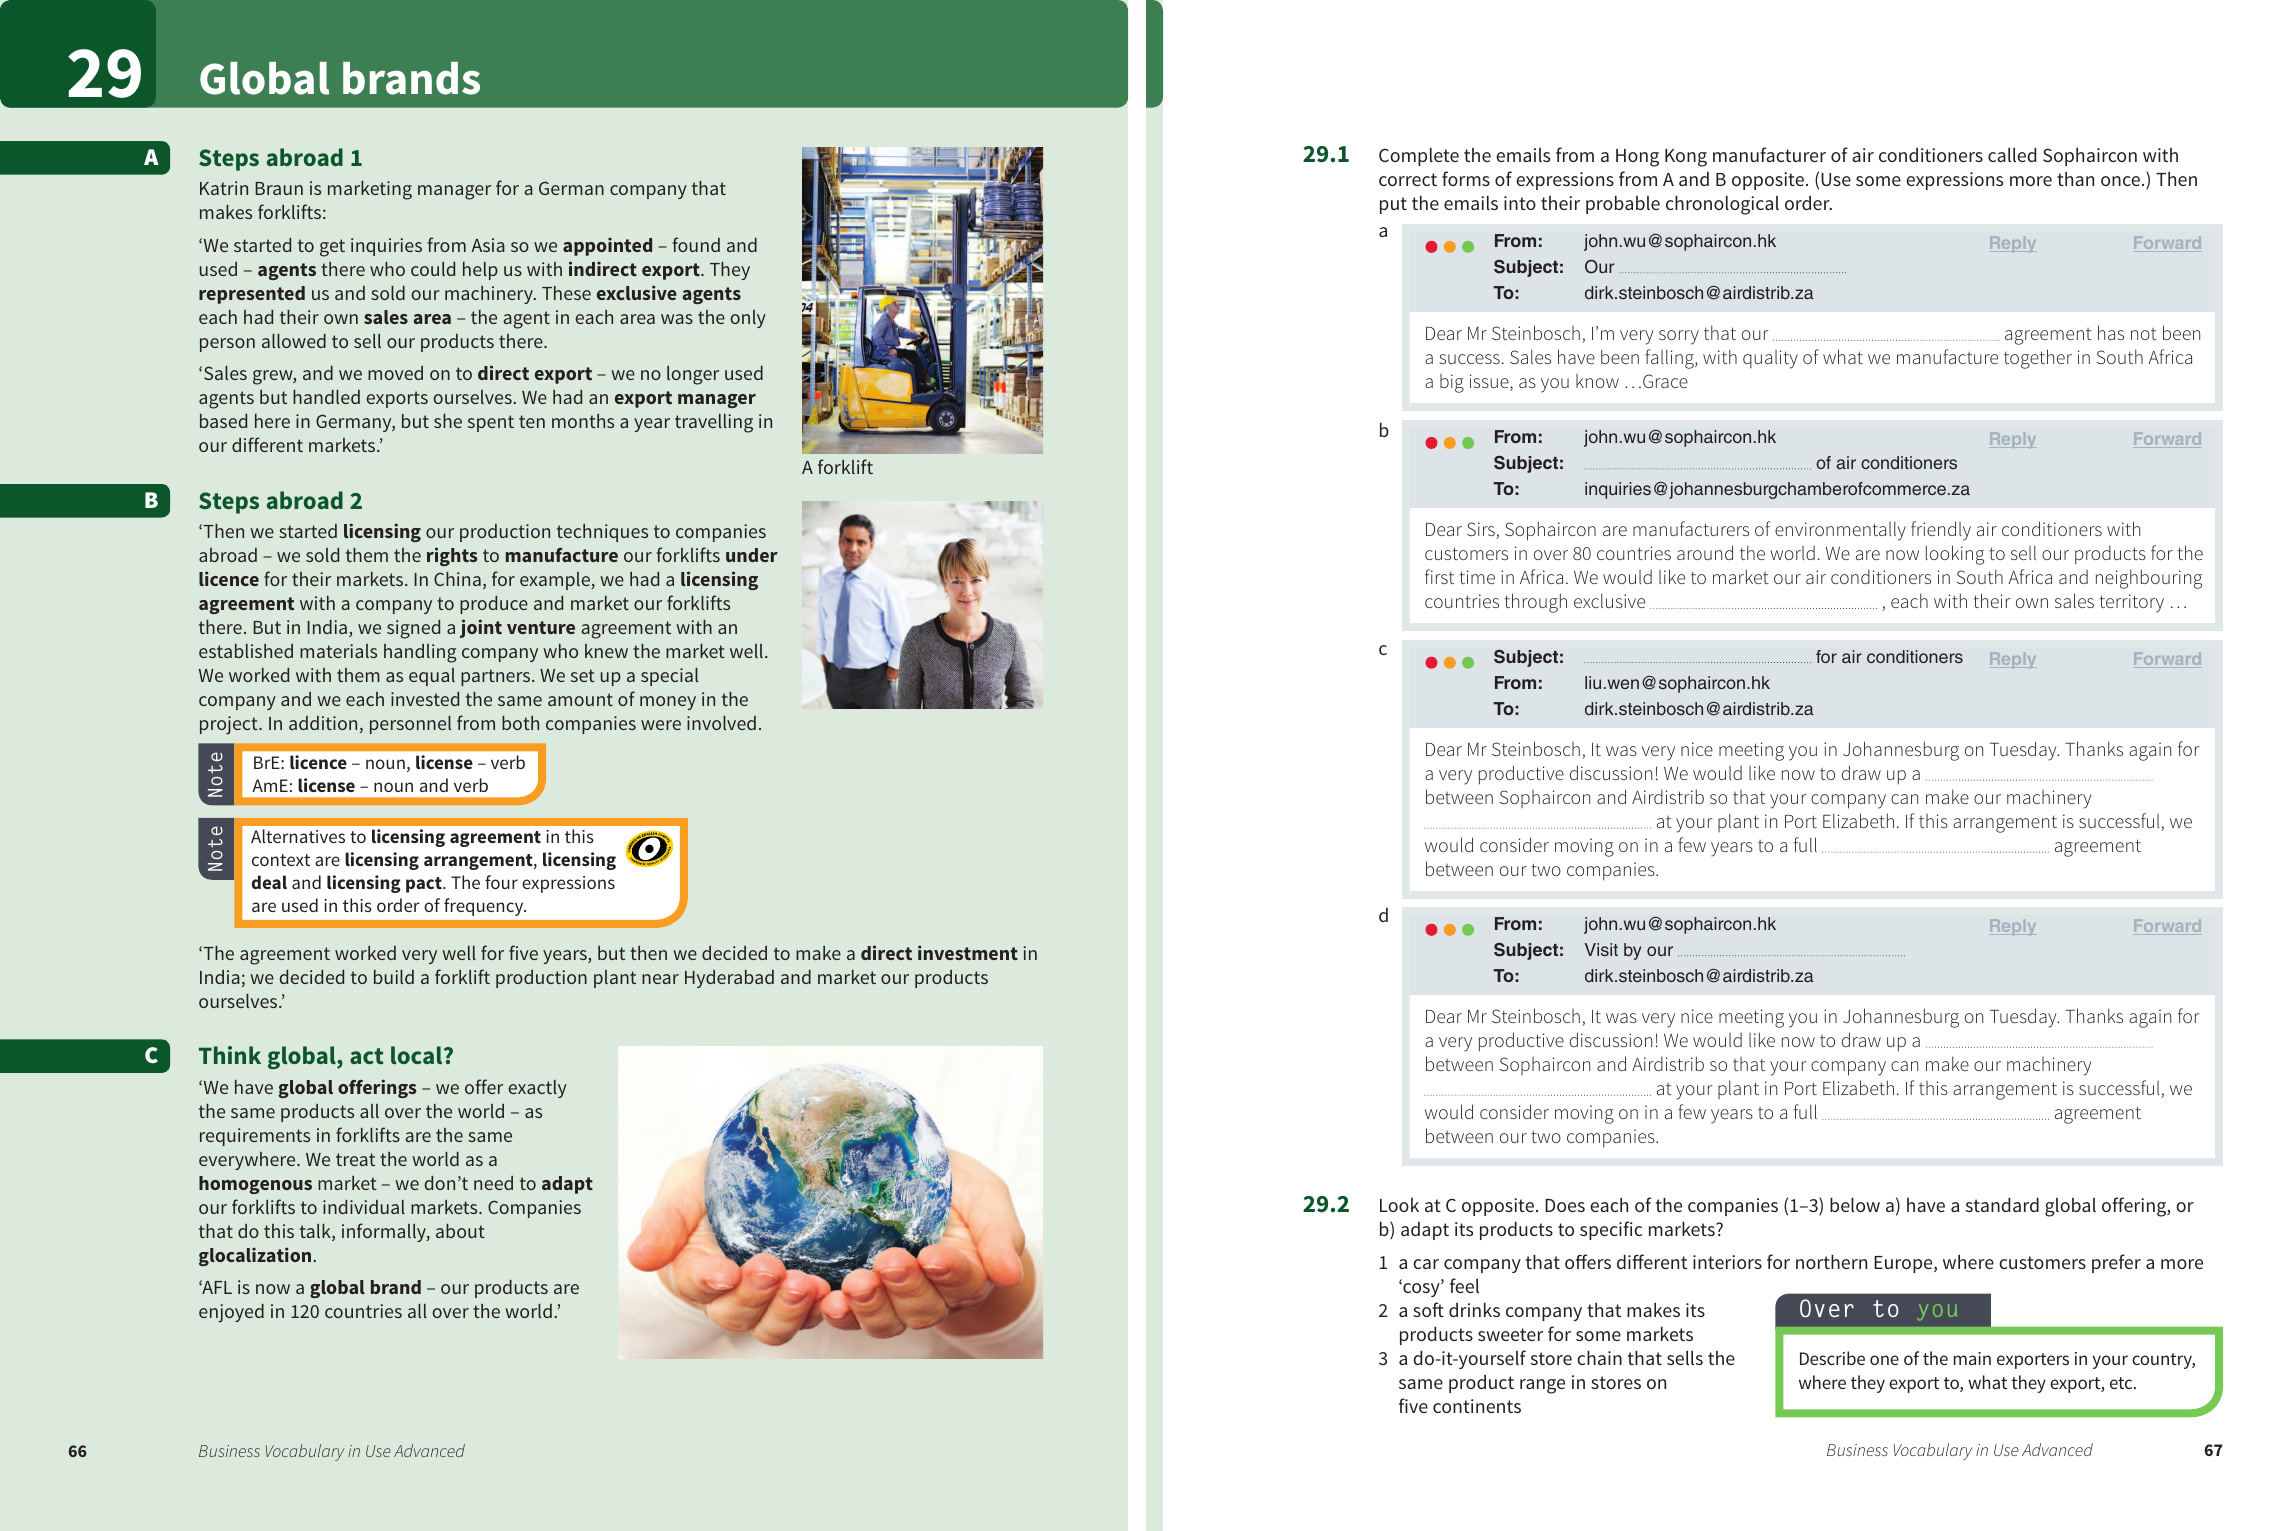 29
Global brands
A
Steps abroad 1
Katrin Braun is marketing manager for a German company that
makes forklifts:
‘We started to get inquiries from Asia so we appointed – found and
used – agents there who could help us with indirect export. They
represented us and sold our machinery. These exclusive agents
each had their own sales area – the agent in each area was the only
person allowed to sell our products there.
‘Sales grew, and we moved on to direct export – we no longer used
agents but handled exports ourselves. We had an export manager
based here in Germany, but she spent ten months a year travelling in
our different markets.’
04
A forklift
B
Steps abroad 2
‘Then we started licensing our production techniques to companies
abroad – we sold them the rights to manufacture our forklifts under
licence for their markets. In China, for example, we had a licensing
agreement with a company to produce and market our forklifts
there. But in India, we signed a joint venture agreement with an
established materials handling company who knew the market well.
We worked with them as equal partners. We set up a special
company and we each invested the same amount of money in the
project. In addition, personnel from both companies were involved.
Note
BrE: licence – noun, license – verb
AmE: license – noun and verb
Note
Alternatives to licensing agreement in this
context are licensing arrangement, licensing
deal and licensing pact. The four expressions
are used in this order of frequency.
‘The agreement worked very well for five years, but then we decided to make a direct investment in
India; we decided to build a forklift production plant near Hyderabad and market our products
ourselves.’
C
Think global, act local?
‘We have global offerings – we offer exactly
the same products all over the world – as
requirements in forklifts are the same
everywhere. We treat the world as a
homogenous market – we don’t need to adapt
our forklifts to individual markets. Companies
that do this talk, informally, about
glocalization.
‘AFL is now a global brand – our products are
enjoyed in 120 countries all over the world.’
66
Business Vocabulary in Use Advanced
29.1
Complete the emails from a Hong Kong manufacturer of air conditioners called Sophaircon with
correct forms of expressions from A and B opposite. (Use some expressions more than once.) Then
put the emails into their probable chronological order.
a
From: john.wu@sophaircon.hk Reply Forward
Subject: Our
To: dirk.steinbosch@airdistrib.za
Dear Mr Steinbosch, I’m very sorry that our agreement has not been
a success. Sales have been falling, with quality of what we manufacture together in South Africa
a big issue, as you know …Grace
b
From: john.wu@sophaircon.hk Reply Forward
Subject: of air conditioners
To: inquiries@johannesburgchamberofcommerce.za
Dear Sirs, Sophaircon are manufacturers of environmentally friendly air conditioners with
customers in over 80 countries around the world. We are now looking to sell our products for the
first time in Africa. We would like to market our air conditioners in South Africa and neighbouring
countries through exclusive , each with their own sales territory …
c
Subject: for air conditioners Reply Forward
From: liu.wen@sophaircon.hk
To: dirk.steinbosch@airdistrib.za
Dear Mr Steinbosch, It was very nice meeting you in Johannesburg on Tuesday. Thanks again for
a very productive discussion! We would like now to draw up a
between Sophaircon and Airdistrib so that your company can make our machinery
at your plant in Port Elizabeth. If this arrangement is successful, we
would consider moving on in a few years to a full agreement
between our two companies.
d
From: john.wu@sophaircon.hk Reply Forward
Subject: Visit by our
To: dirk.steinbosch@airdistrib.za
Dear Mr Steinbosch, It was very nice meeting you in Johannesburg on Tuesday. Thanks again for
a very productive discussion! We would like now to draw up a
between Sophaircon and Airdistrib so that your company can make our machinery
at your plant in Port Elizabeth. If this arrangement is successful, we
would consider moving on in a few years to a full agreement
between our two companies.
29.2
Look at C opposite. Does each of the companies (1–3) below a) have a standard global offering, or
b) adapt its products to specific markets?
1 a car company that offers different interiors for northern Europe, where customers prefer a more
‘cosy’ feel
2 a soft drinks company that makes its
products sweeter for some markets
3 a do-it-yourself store chain that sells the
same product range in stores on
five continents
Over to you
Describe one of the main exporters in your country,
where they export to, what they export, etc.
Business Vocabulary in Use Advanced
67